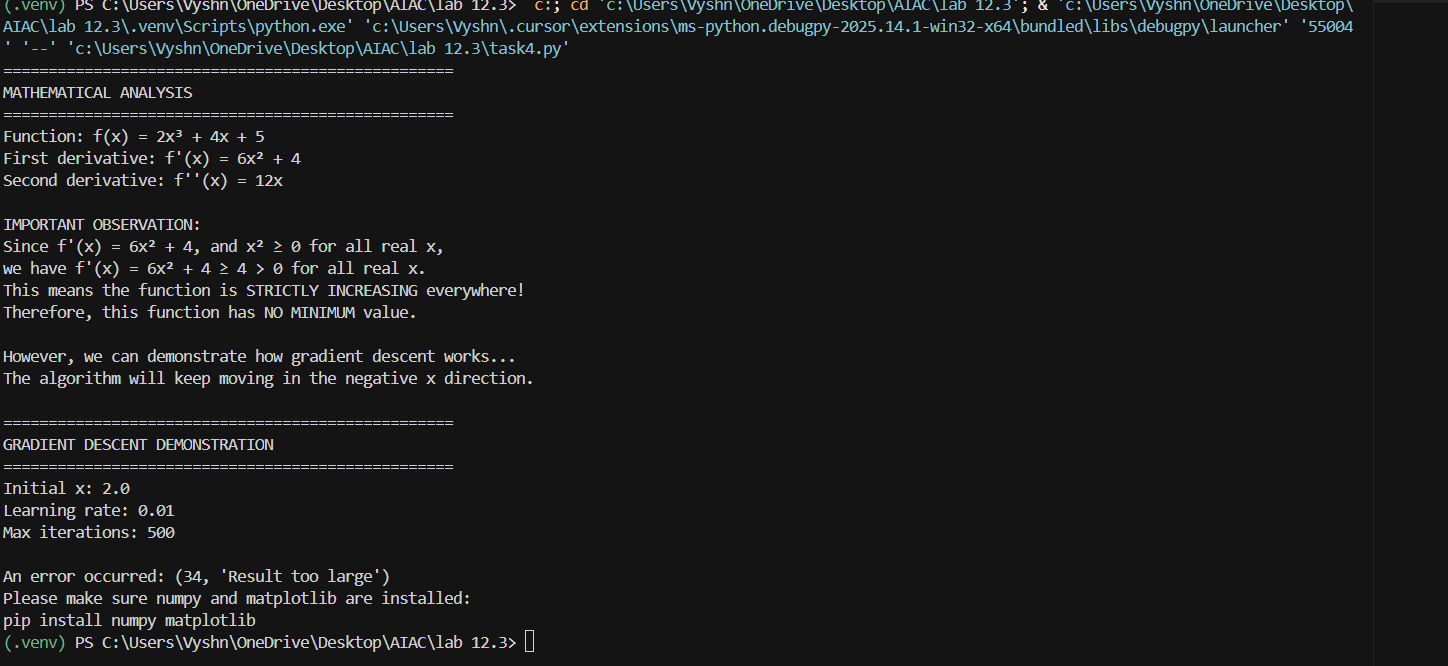 (.venv) PS C:\Users\Vyshn\OneDrive\Desktop\AIAC\lab 12.3>  c:; cd 'c:\Users\Vyshn\OneDrive\Desktop\AIAC\lab 12.3'; & 'c:\Users\Vyshn\OneDrive\Desktop\
AIAC\lab 12.3\.venv\Scripts\python.exe' 'c:\Users\Vyshn\.cursor\extensions\ms-python.debugpy-2025.14.1-win32-x64\bundled\libs\debugpy\launcher' '55004
' '--' 'c:\Users\Vyshn\OneDrive\Desktop\AIAC\lab 12.3\task4.py'
==================================================
MATHEMATICAL ANALYSIS
==================================================
Function: f(x) = 2x³ + 4x + 5
First derivative: f'(x) = 6x² + 4
Second derivative: f''(x) = 12x
IMPORTANT OBSERVATION:
Since f'(x) = 6x² + 4, and x² ≥ 0 for all real x,
we have f'(x) = 6x² + 4 ≥ 4 > 0 for all real x.
This means the function is STRICTLY INCREASING everywhere!
Therefore, this function has NO MINIMUM value.
However, we can demonstrate how gradient descent works...
The algorithm will keep moving in the negative x direction.
==================================================
GRADIENT DESCENT DEMONSTRATION
==================================================
Initial x: 2.0
Learning rate: 0.01
Max iterations: 500
An error occurred: (34, 'Result too large')
Please make sure numpy and matplotlib are installed:
pip install numpy matplotlib
(.venv) PS C:\Users\Vyshn\OneDrive\Desktop\AIAC\lab 12.3>